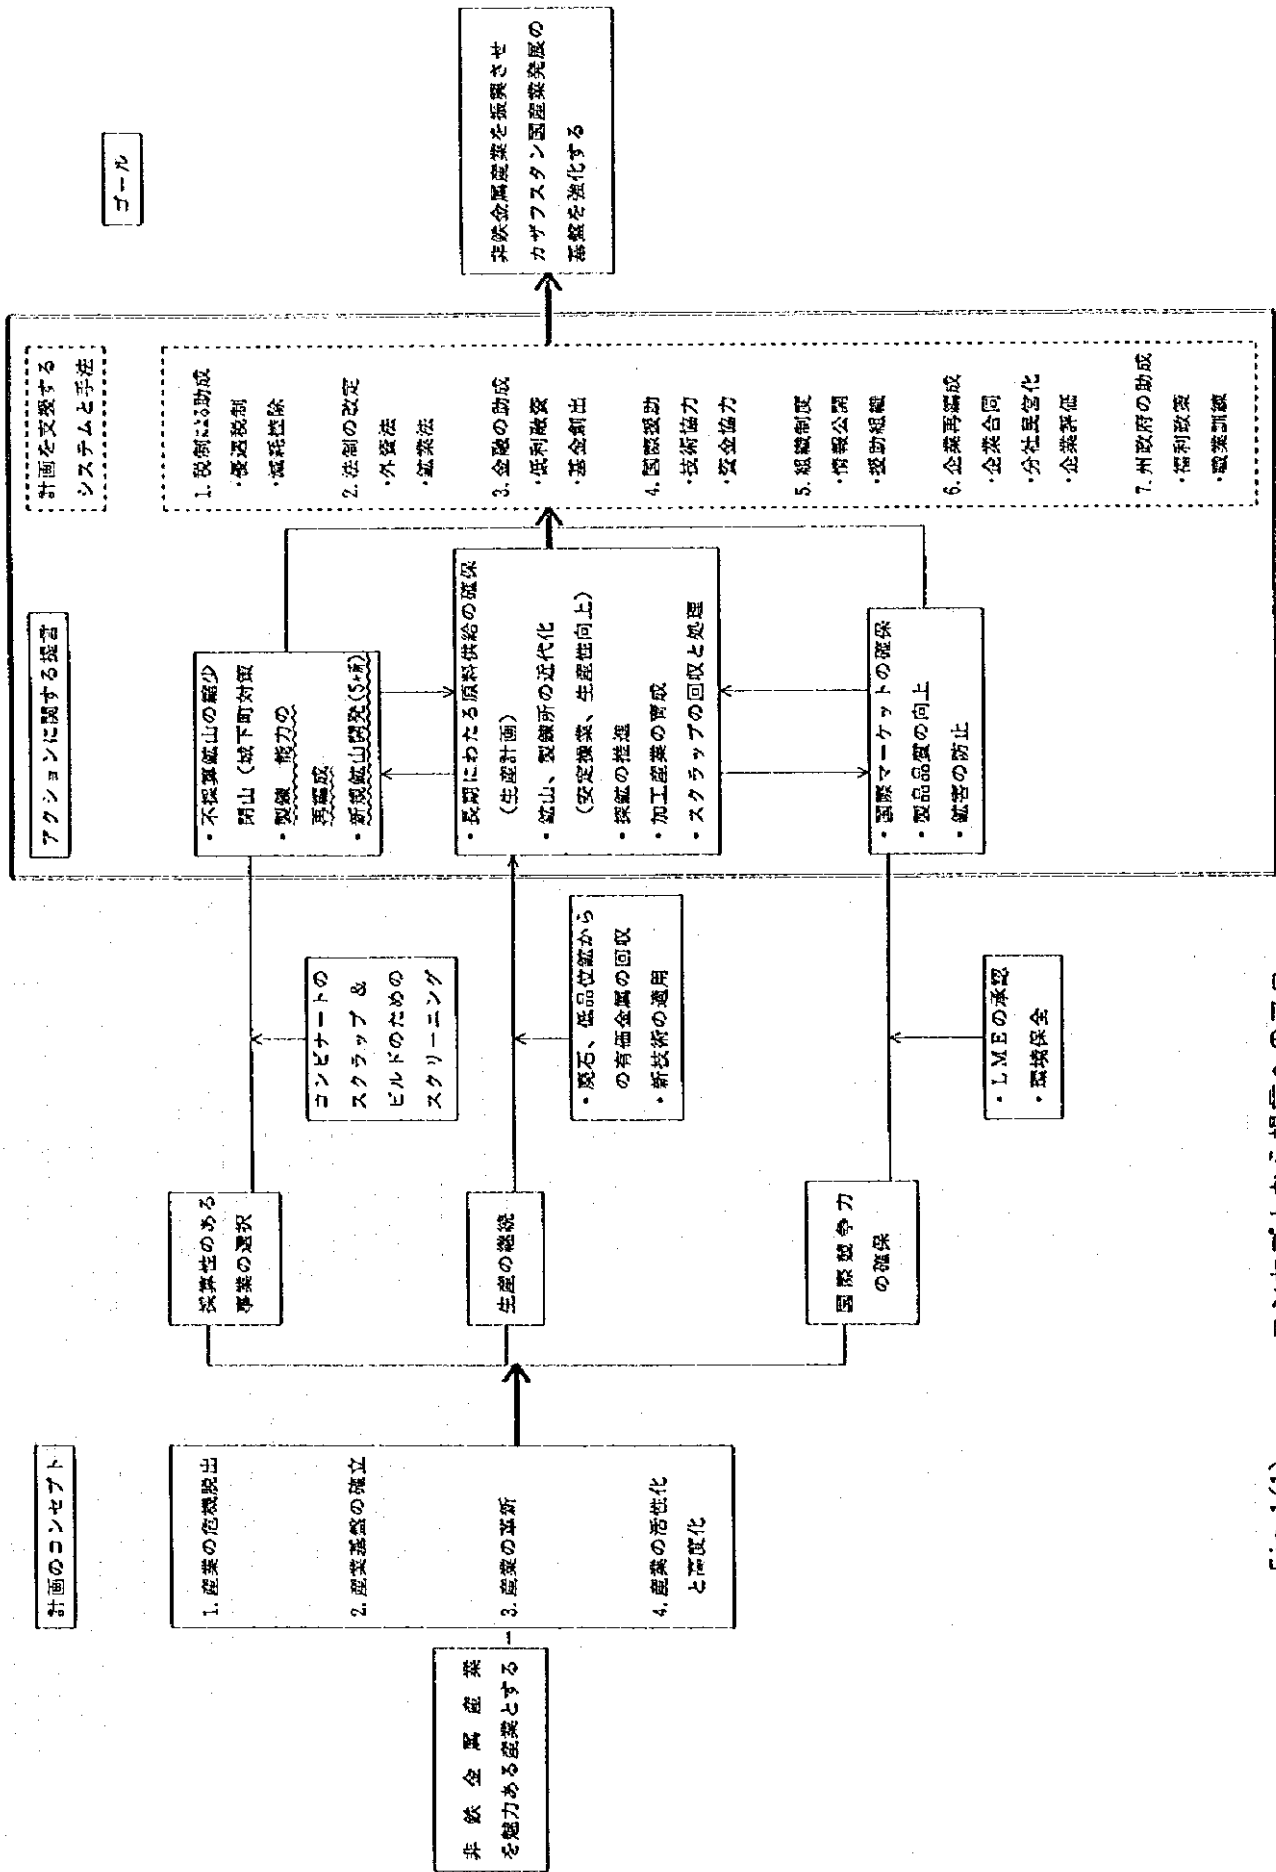 計画のコンセプト
非鉄金属産業
を魅力ある産業とする
1. 産業の危機脱出
2. 産業基盤の確立
3. 産業の革新
4. 産業の活性化
と高度化
採算性のある
事業の選択
生産の継続
国際競争力
の確保
コンビナートの
スクラップ &
ビルドのための
スクリーニング
・廃石、低品位鉱から
の有価金属の回収
・新技術の適用
・LMEの承認
・環境保全
アクションに関する提言
・不採算鉱山の縮少
閉山（城下町対策
・製錬、能力の
再編成
・新規鉱山開発(5ヶ所)
・長期にわたる原料供給の確保
（生産計画）
・鉱山、製錬所の近代化
（安定操業、生産性向上）
・探鉱の推進
・加工産業の育成
・スクラップの回収と処理
・国際マーケットの確保
・製品品質の向上
・鉱害の防止
計画を支援する
システムと手法
1. 税制による助成
・優遇税制
・減耗控除
2. 法制の改定
・外資法
・鉱業法
3. 金融の助成
・低利融資
・基金創出
4. 国際援助
・技術協力
・資金協力
5. 組織制度
・情報公開
・援助組織
6. 企業再編成
・企業合同
・分社民営化
・企業評価
7. 州政府の助成
・福利政策
・職業訓練
ゴール
非鉄金属産業を振興させ
カザフスタン国産業発展の
基盤を強化する